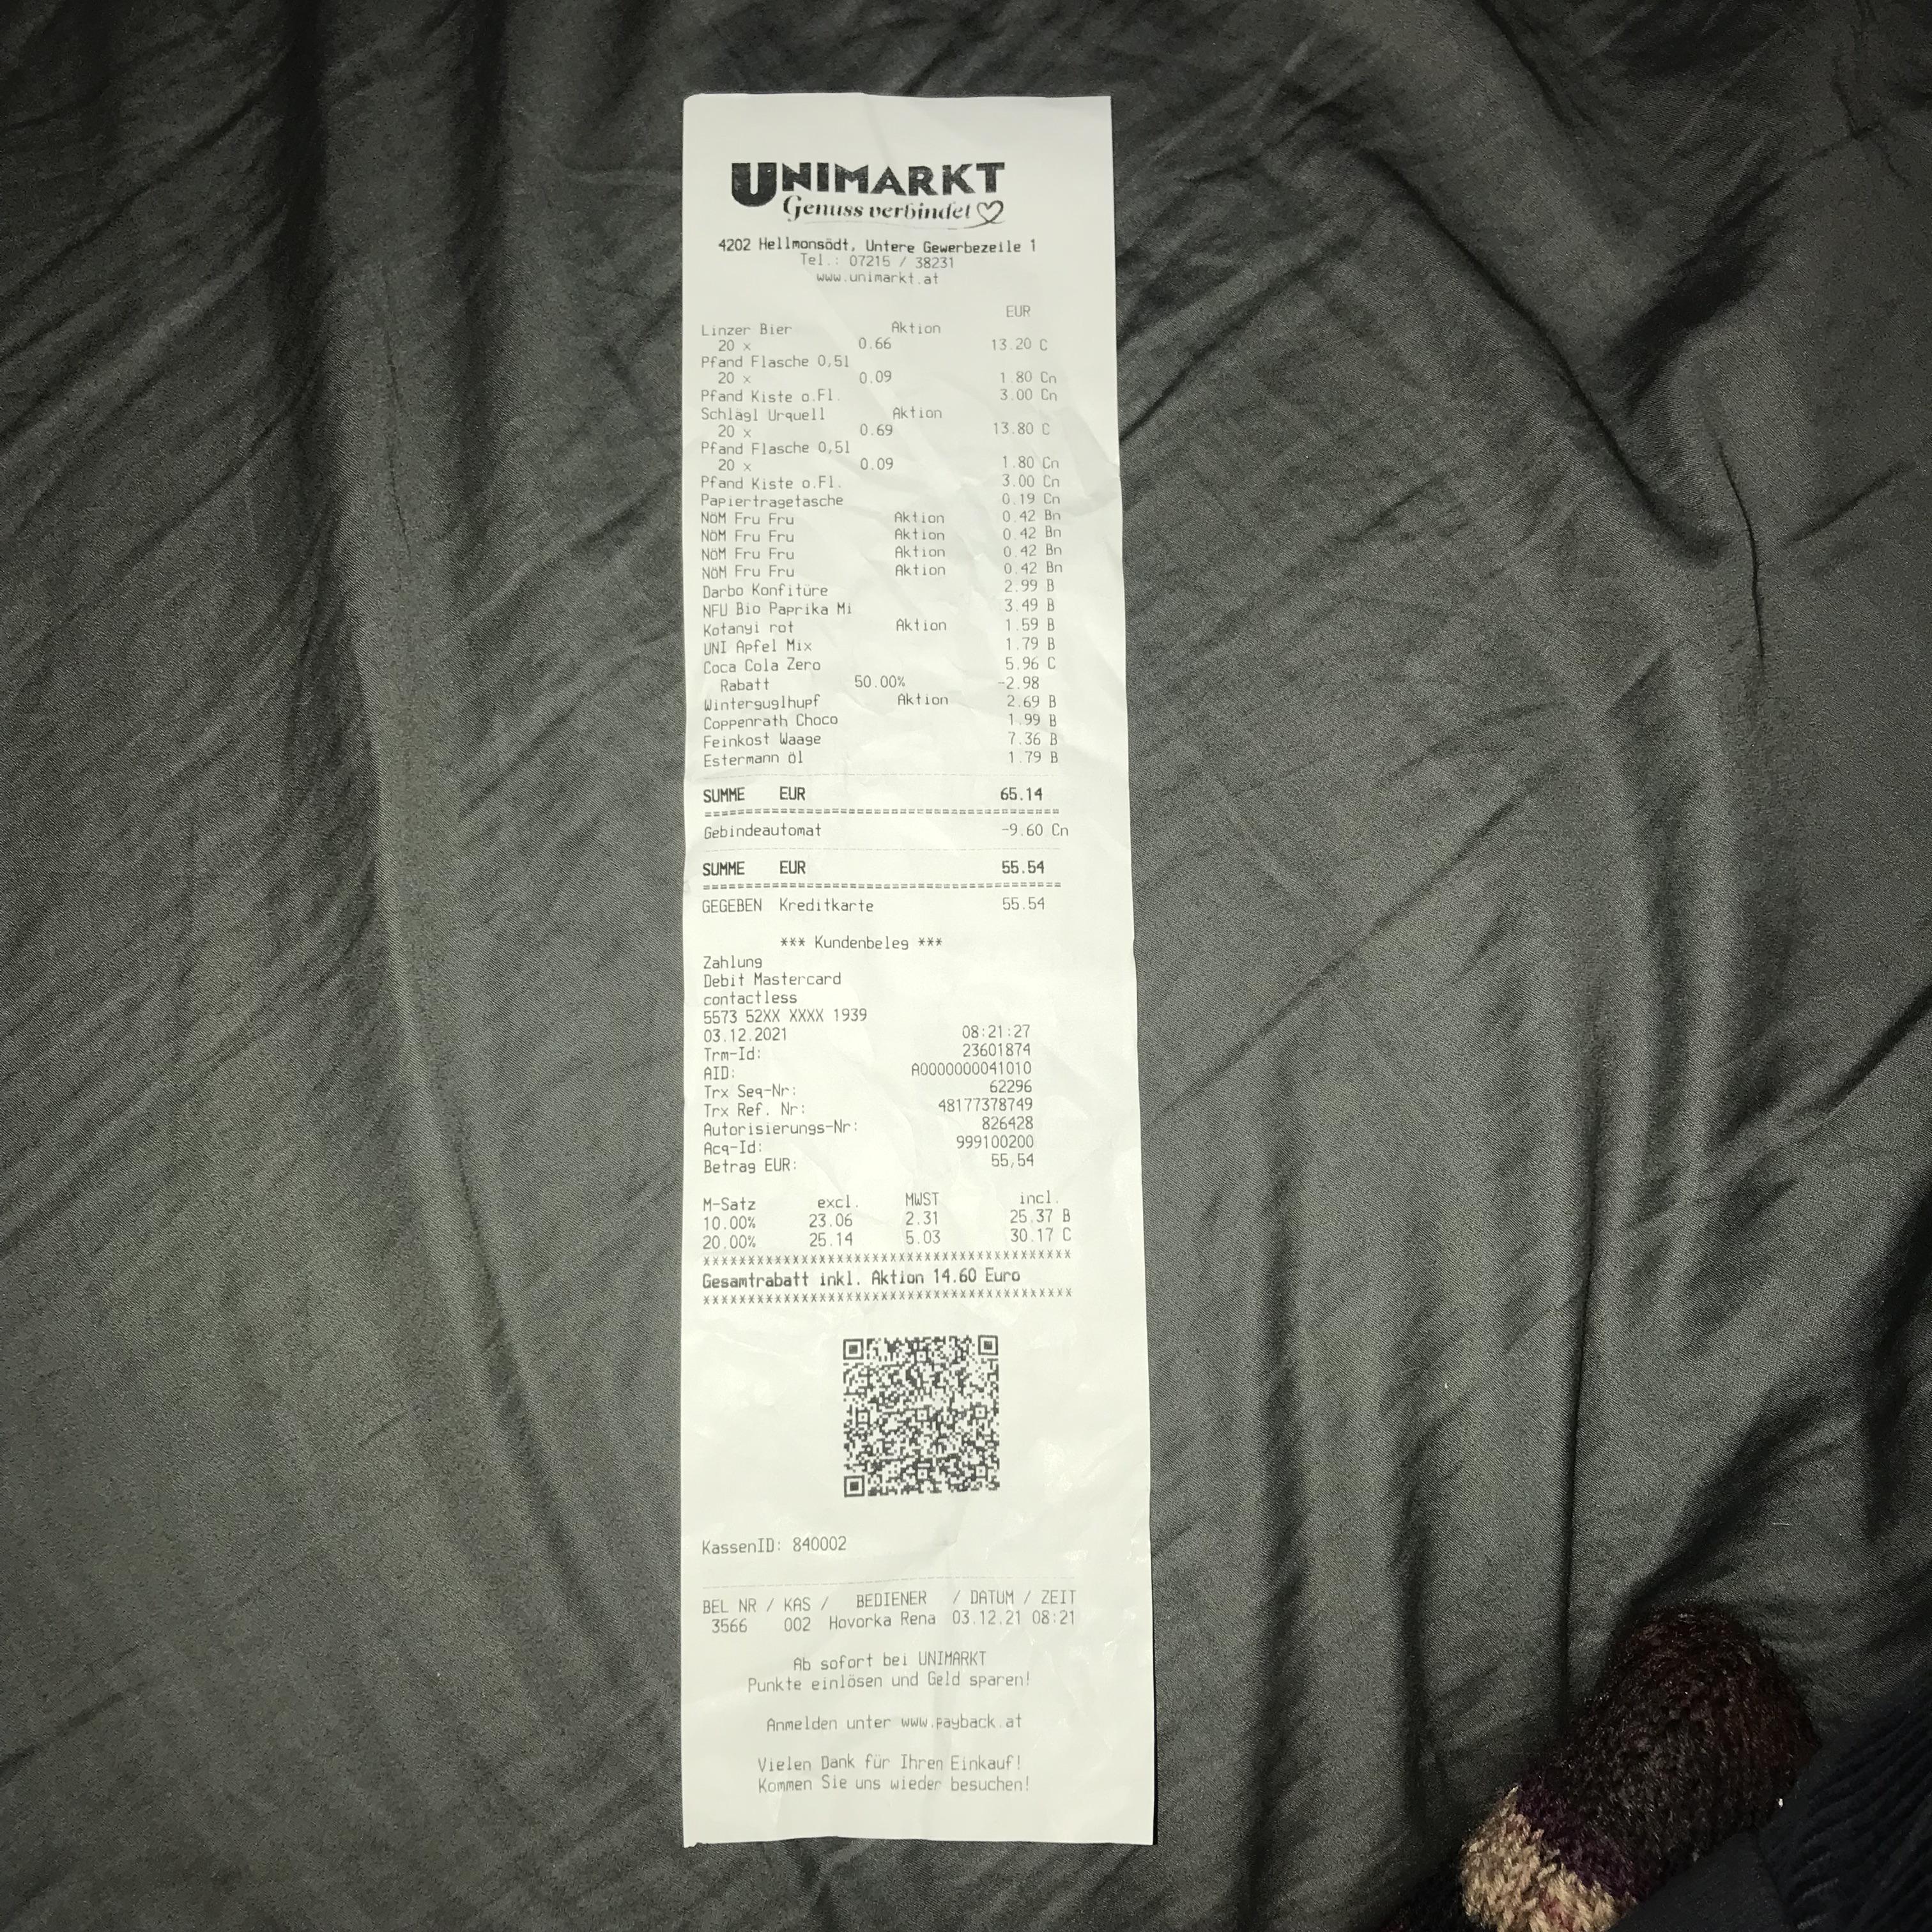 UNIMARKT
Genuss verbindet
4202 Hellmonsödt, Untere Gewerbezeile 1
Tel.: 07215 / 38231
www.unimarkt.at
EUR
Linzer Bier Aktion
20 x 0.66 13.20 C
Pfand Flasche 0,5l
20 x 0.09 1.80 Cn
Pfand Kiste o.Fl. 3.00 Cn
Schlägl Urquell Aktion
20 x 0.69 13.80 C
Pfand Flasche 0,5l
20 x 0.09 1.80 Cn
Pfand Kiste o.Fl. 3.00 Cn
Papiertragetasche 0.19 Cn
NöM Fru Fru Aktion 0.42 Bn
NöM Fru Fru Aktion 0.42 Bn
NöM Fru Fru Aktion 0.42 Bn
NöM Fru Fru Aktion 0.42 Bn
Darbo Konfitüre 2.99 B
NFU Bio Paprika Mi 3.49 B
Kotanyi rot Aktion 1.59 B
UNI Apfel Mix 1.79 B
Coca Cola Zero 5.96 C
Rabatt 50.00% -2.98
Winterguglhupf Aktion 2.69 B
Coppenrath Choco 1.99 B
Feinkost Waage 7.36 B
Estermann öl 1.79 B
SUMME EUR 65.14
========================================
Gebindeautomat -9.60 Cn
SUMME EUR 55.54
========================================
GEGEBEN Kreditkarte 55.54
*** Kundenbeleg ***
Zahlung
Debit Mastercard
contactless
5573 52XX XXXX 1939
03.12.2021 08:21:27
Trm-Id: 23601874
AID: A0000000041010
Trx Seq-Nr: 62296
Trx Ref. Nr: 48177378749
Autorisierungs-Nr: 826428
Acq-Id: 999100200
Betrag EUR: 55,54
M-Satz excl. MWST incl.
10.00% 23.06 2.31 25.37 B
20.00% 25.14 5.03 30.17 C
*****************************************
Gesamtrabatt inkl. Aktion 14.60 Euro
*****************************************
KassenID: 840002
BEL NR / KAS / BEDIENER / DATUM / ZEIT
3566 002 Hovorka Rena 03.12.21 08:21
Ab sofort bei UNIMARKT
Punkte einlösen und Geld sparen!
Anmelden unter www.payback.at
Vielen Dank für Ihren Einkauf!
Kommen Sie uns wieder besuchen!